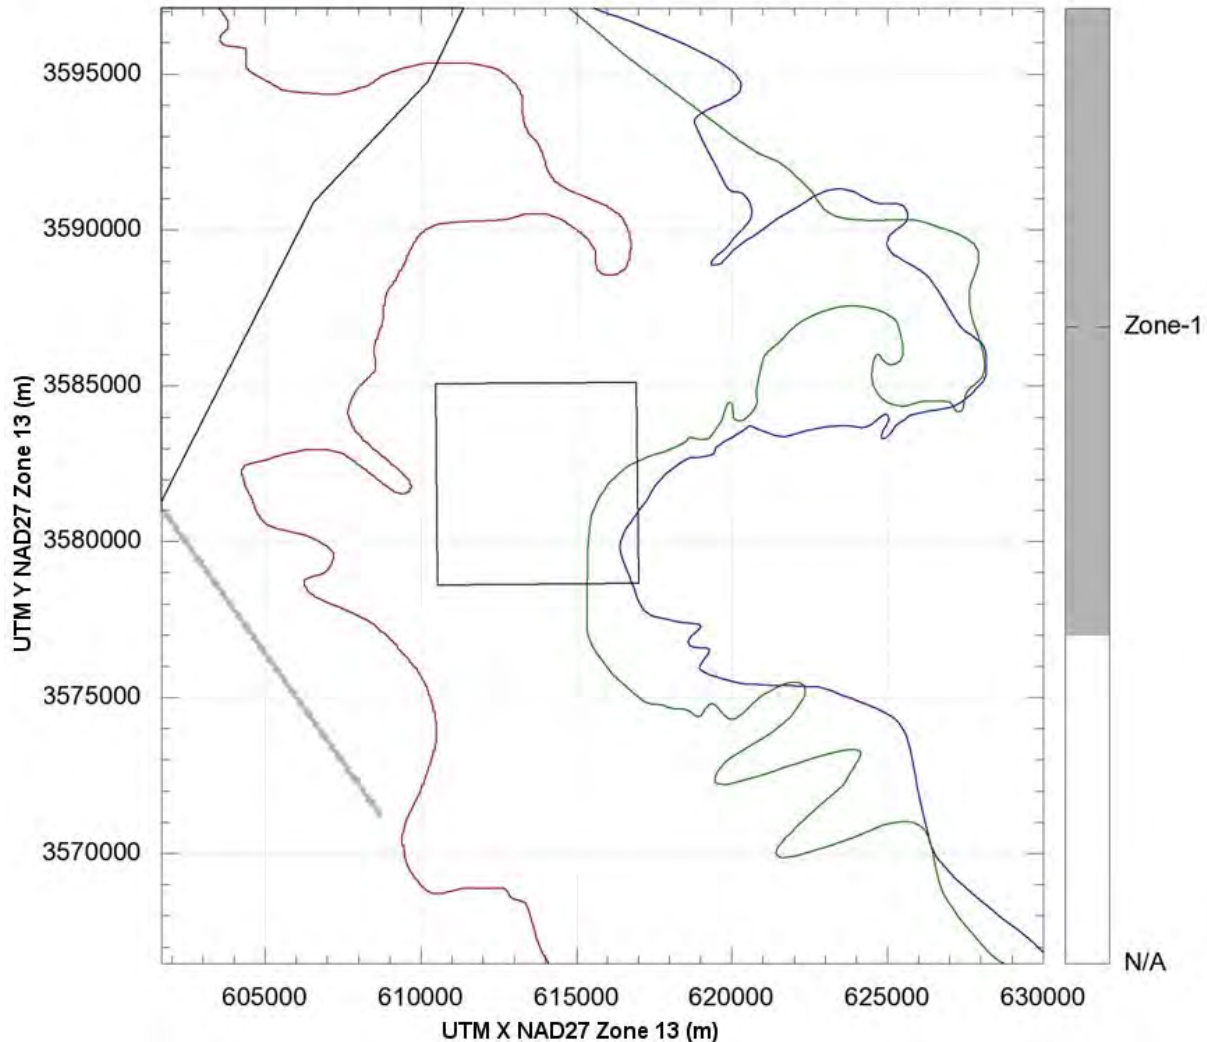 3595000
3590000
3585000
3580000
3575000
3570000
UTM Y NAD27 Zone 13 (m)
605000 610000 615000 620000 625000 630000
UTM X NAD27 Zone 13 (m)
Zone-1
N/A